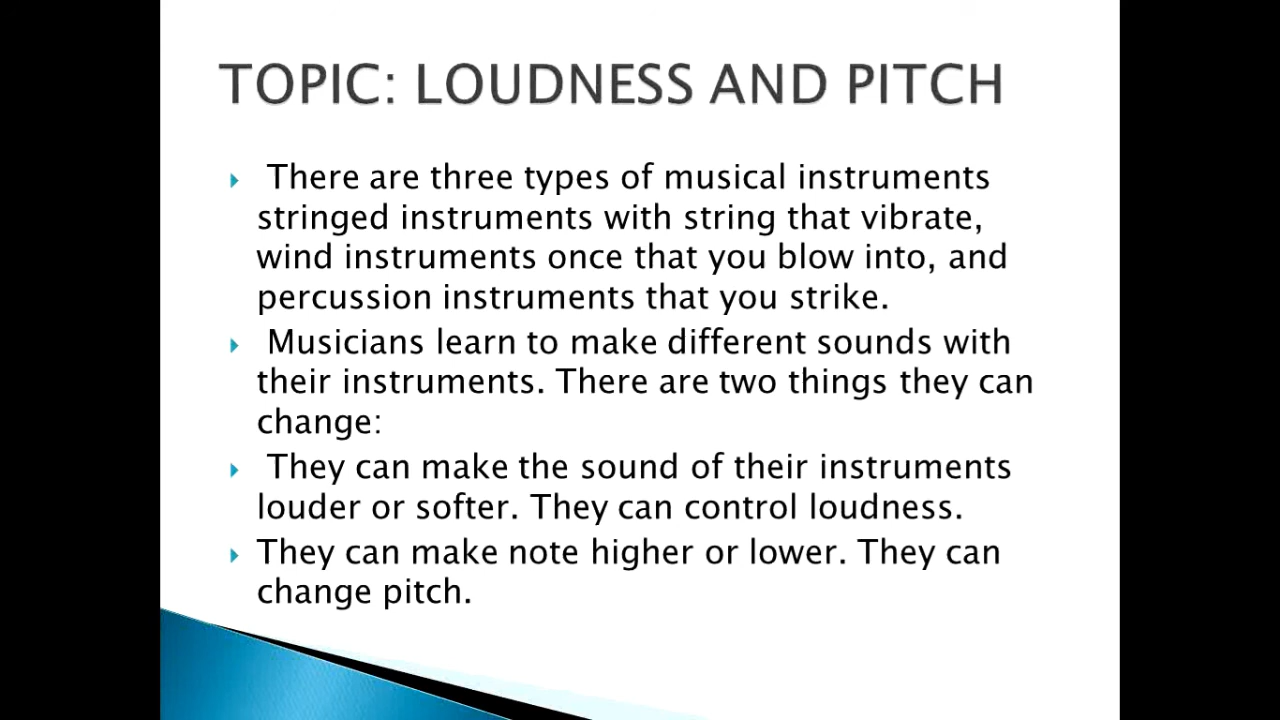 TOPIC: LOUDNESS AND PITCH
There are three types of musical instruments
stringed instruments with string that vibrate,
wind instruments once that you blow into, and
percussion instruments that you strike.
Musicians learn to make different sounds with
their instruments. There are two things they can
change:
They can make the sound of their instruments
louder or softer. They can control loudness.
They can make note higher or lower. They can
change pitch.